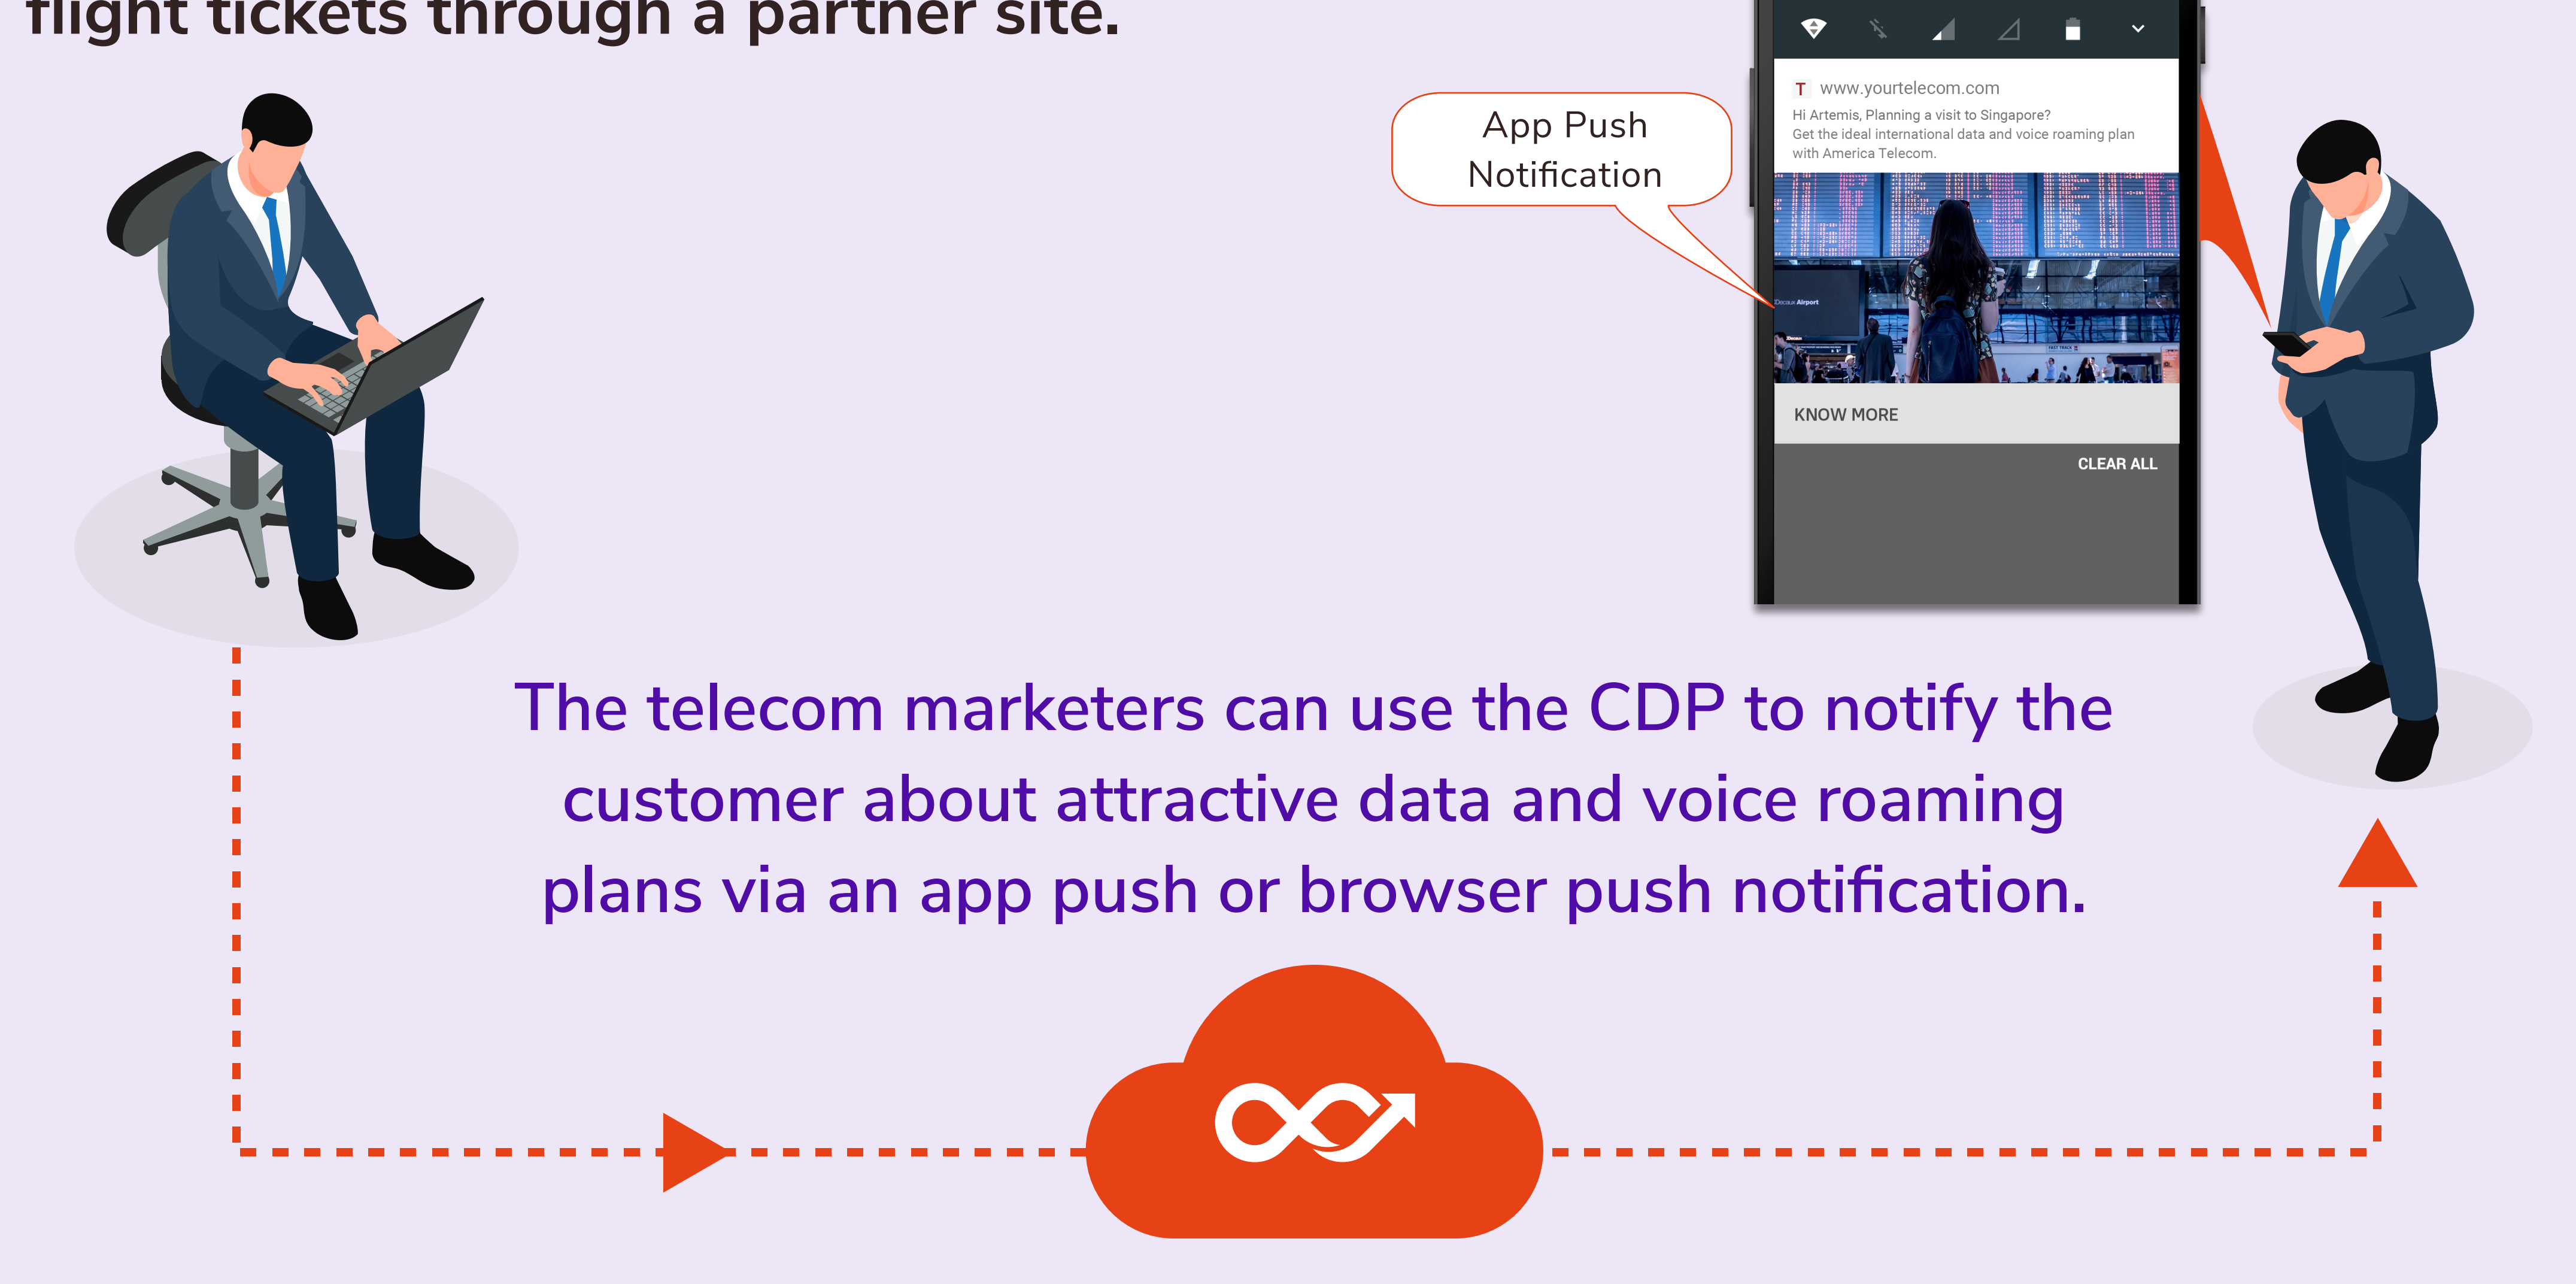 flight tickets through a partner site.
App Push
Notification
T www.yourtelecom.com
Hi Artemis, Planning a visit to Singapore?
Get the ideal international data and voice roaming plan
with America Telecom.
Airport
FAST TRACK
KNOW MORE
CLEAR ALL
The telecom marketers can use the CDP to notify the
customer about attractive data and voice roaming
plans via an app push or browser push notification.